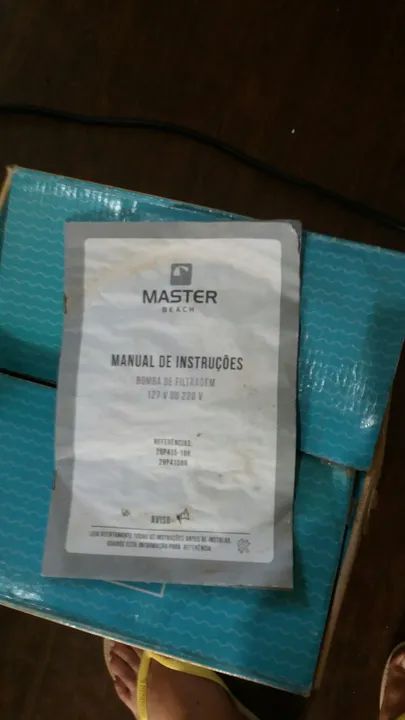 MASTER
BEACH
MANUAL DE INSTRUÇÕES
BOMBA DE FILTRAGEM
127 V OU 220 V
REFERÊNCIAS:
AVISO
LEIA ATENTAMENTE TODAS AS INSTRUÇÕES ANTES DE INSTALAR.
GUARDE ESTA INFORMAÇÃO PARA REFERÊNCIA.